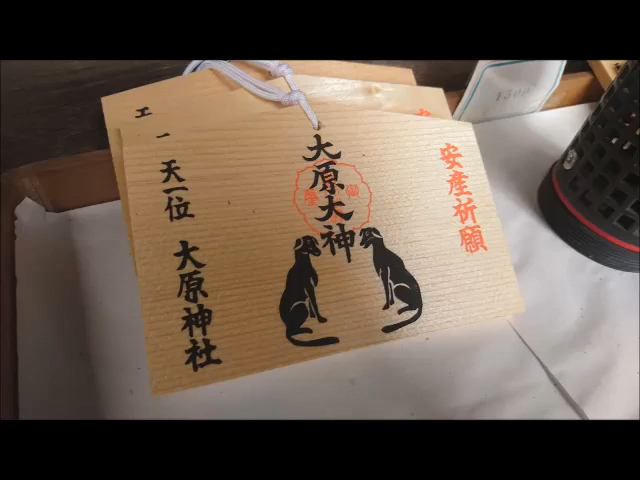 安産祈願
大原大神
天一位 大原神社